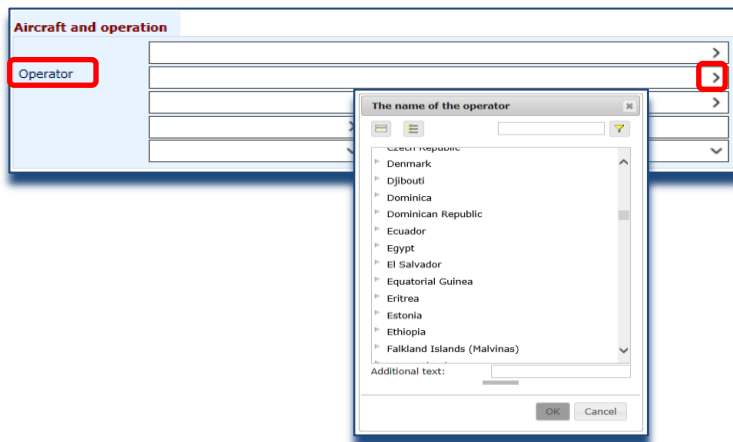 Aircraft and operation
Operator
The name of the operator
Czech Republic
Denmark
Djibouti
Dominica
Dominican Republic
Ecuador
Egypt
El Salvador
Equatorial Guinea
Eritrea
Estonia
Ethiopia
Falkland Islands (Malvinas)
Additional text:
OK Cancel